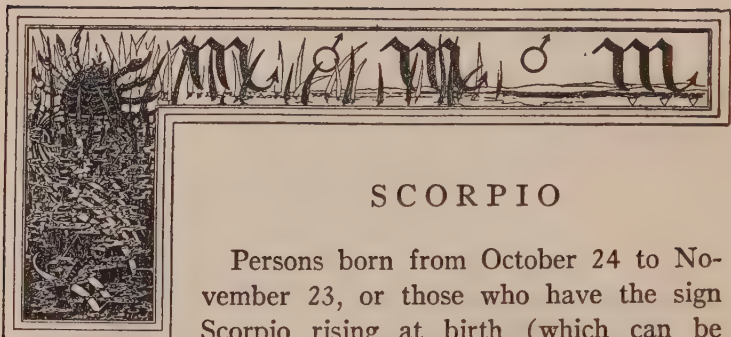 ♏ ♂ ♏ ♂ ♏
SCORPIO
Persons born from October 24 to No-
vember 23, or those who have the sign
Scorpio rising at birth (which can be